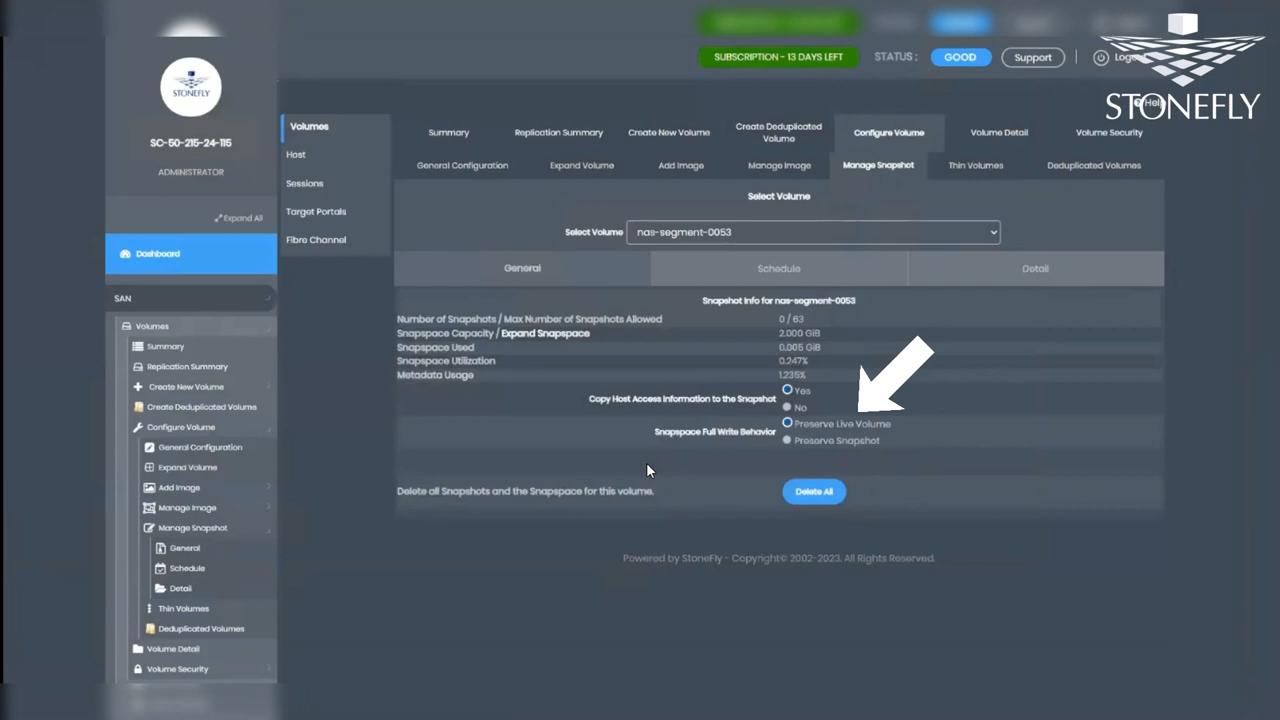 SUBSCRIPTION - 13 DAYS LEFT
STATUS :
GOOD
Support
STONEFLY
STONEFLY
SC-50-215-24-115
ADMINISTRATOR
Expand All
Dashboard
SAN
Volumes
Summary
Replication Summary
Create New Volume
Create Deduplicated Volume
Configure Volume
General Configuration
Expand Volume
Add Image
Manage Image
Manage Snapshot
General
Schedule
Detail
Thin Volumes
Deduplicated Volumes
Volume Detail
Volume Security
Volumes
Host
Sessions
Target Portals
Fibre Channel
Summary
Replication Summary
Create New Volume
Create Deduplicated
Volume
Configure Volume
Volume Detail
Volume Security
General Configuration
Expand Volume
Add Image
Manage Image
Manage Snapshot
Thin Volumes
Deduplicated Volumes
Select Volume
Select Volume
nas-segment-0053
General
Schedule
Detail
Snapshot Info for nas-segment-0053
Number of Snapshots / Max Number of Snapshots Allowed 0 / 63
Snapspace Capacity / Expand Snapspace 2.000 GiB
Snapspace Used 0.005 GiB
Snapspace Utilization 0.247%
Metadata Usage 1.235%
Copy Host Access Information to the Snapshot
Yes
No
Snapspace Full Write Behavior
Preserve Live Volume
Preserve Snapshot
Delete all Snapshots and the Snapspace for this volume.
Delete All
Powered by StoneFly - Copyright© 2002-2023. All Rights Reserved.